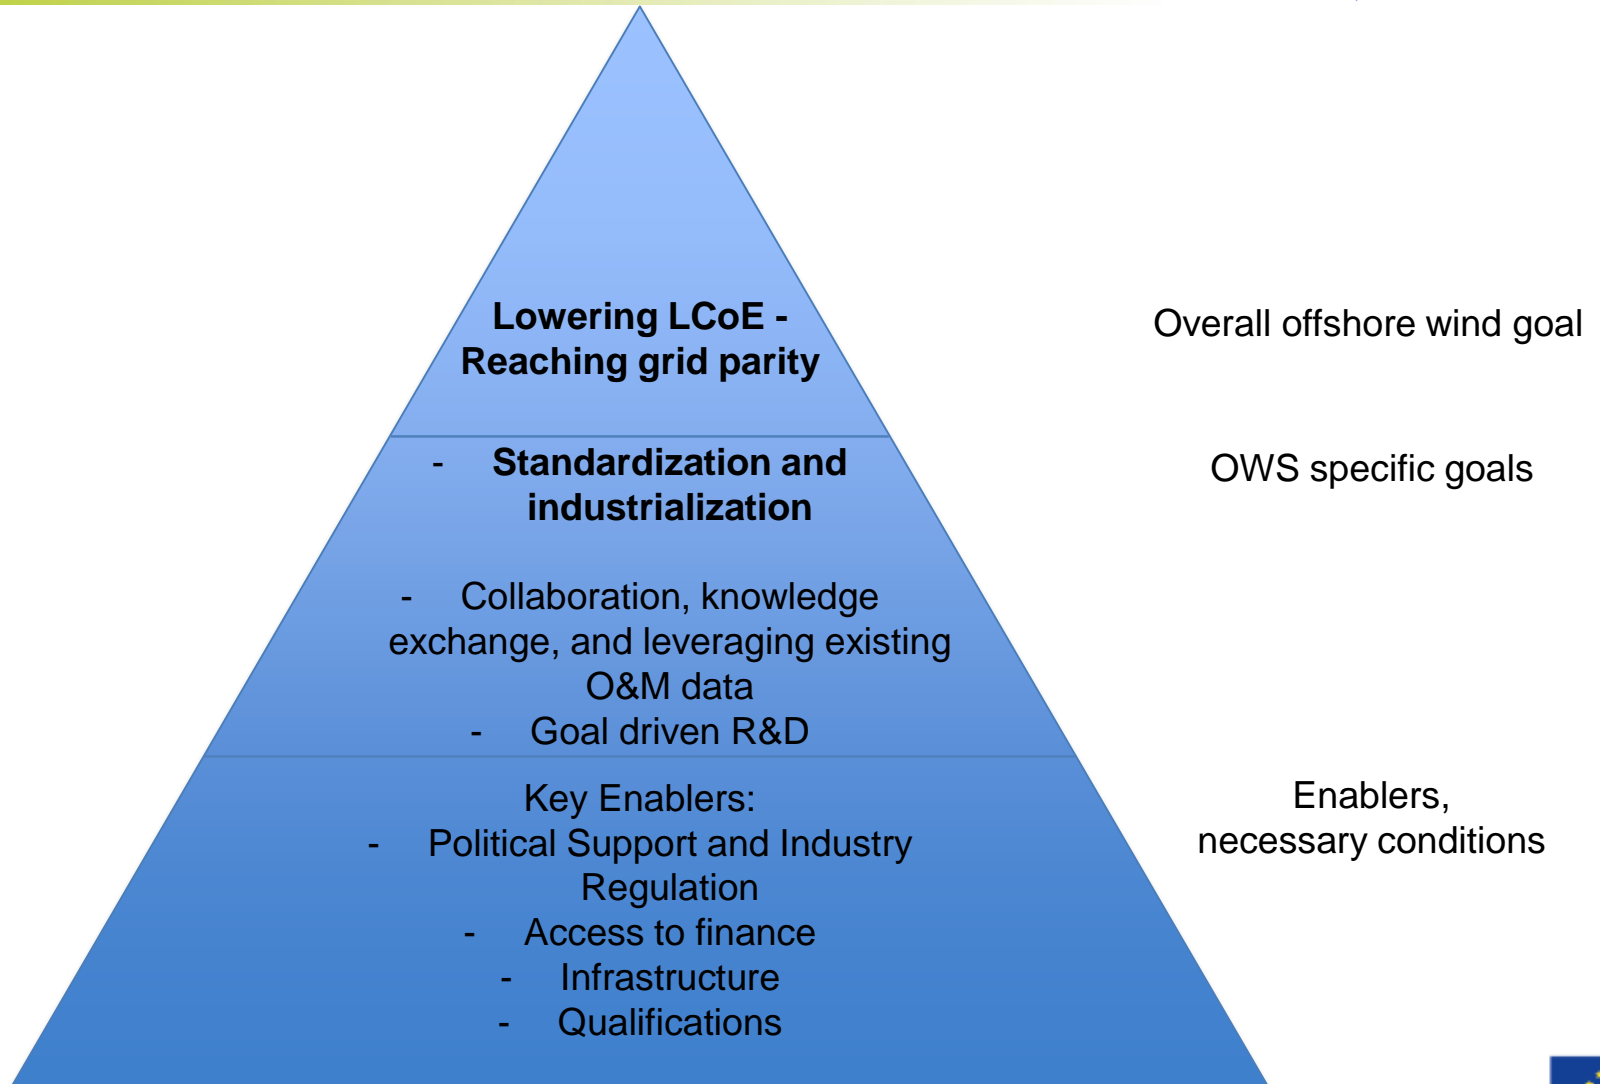 Lowering LCoE -
Reaching grid parity
Overall offshore wind goal
- Standardization and
industrialization
OWS specific goals
- Collaboration, knowledge
exchange, and leveraging existing
O&M data
- Goal driven R&D
Key Enablers:
- Political Support and Industry
Regulation
- Access to finance
- Infrastructure
- Qualifications
Enablers,
necessary conditions